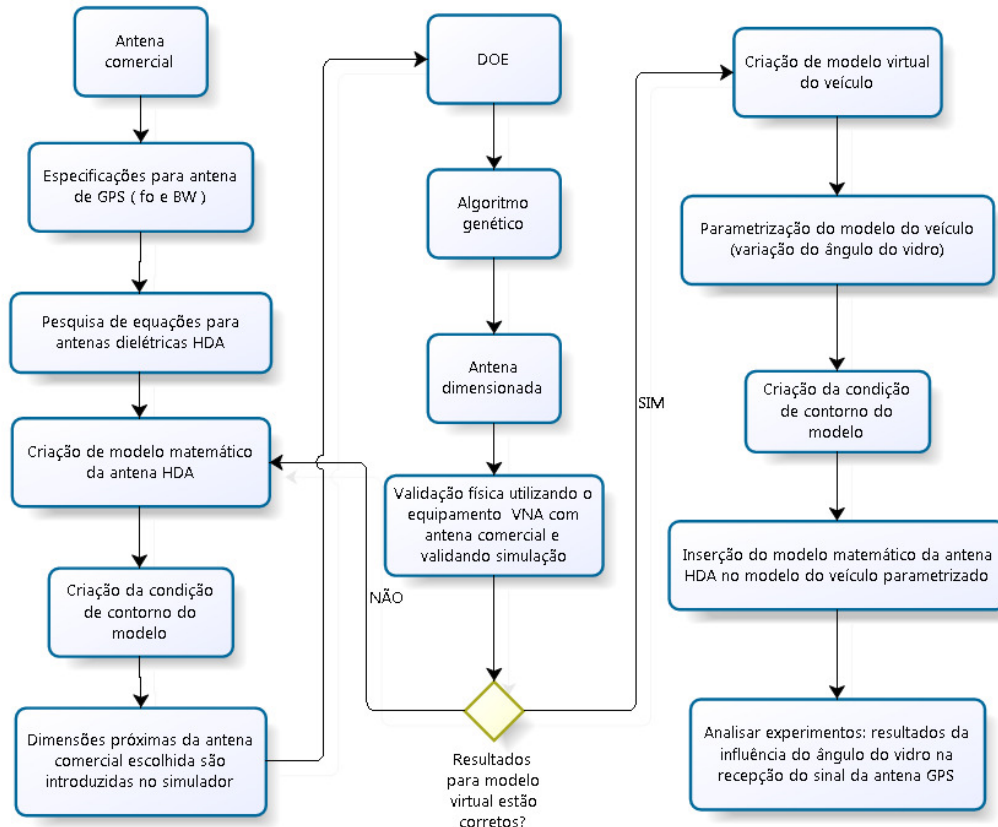 Antena
comercial
Especificações para antena
de GPS ( fo e BW )
Pesquisa de equações para
antenas dielétricas HDA
Criação de modelo matemático
da antena HDA
Criação da condição
de contorno do
modelo
Dimensões próximas da antena
comercial escolhida são
introduzidas no simulador
DOE
Algoritmo
genético
Antena
dimensionada
Validação física utilizando o
equipamento VNA com
antena comercial e
validando simulação
NÃO
Resultados
para modelo
virtual estão
corretos?
SIM
Criação de modelo virtual
do veículo
Parametrização do modelo do veículo
(variação do ângulo do vidro)
Criação da condição
de contorno do
modelo
Inserção do modelo matemático da antena
HDA no modelo do veículo parametrizado
Analisar experimentos: resultados da
influência do ângulo do vidro na
recepção do sinal da antena GPS